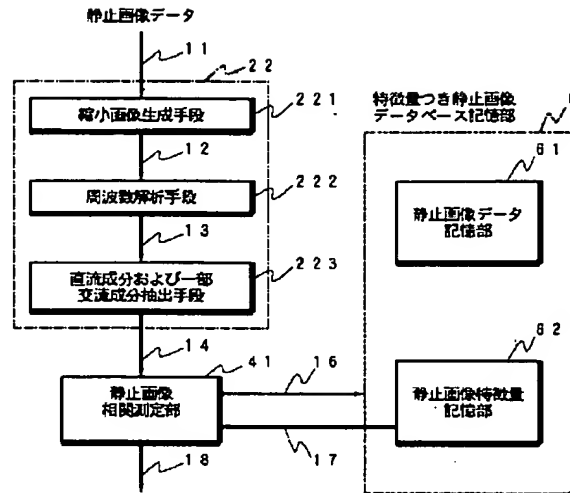 静止画像データ
11
22
縮小画像生成手段
221
12
周波数解析手段
222
13
直流成分および一部
交流成分抽出手段
223
14
静止画像
相関測定部
41
16
17
18
特徴量つき静止画像
データベース記憶部
61
静止画像データ
記憶部
62
静止画像特徴量
記憶部